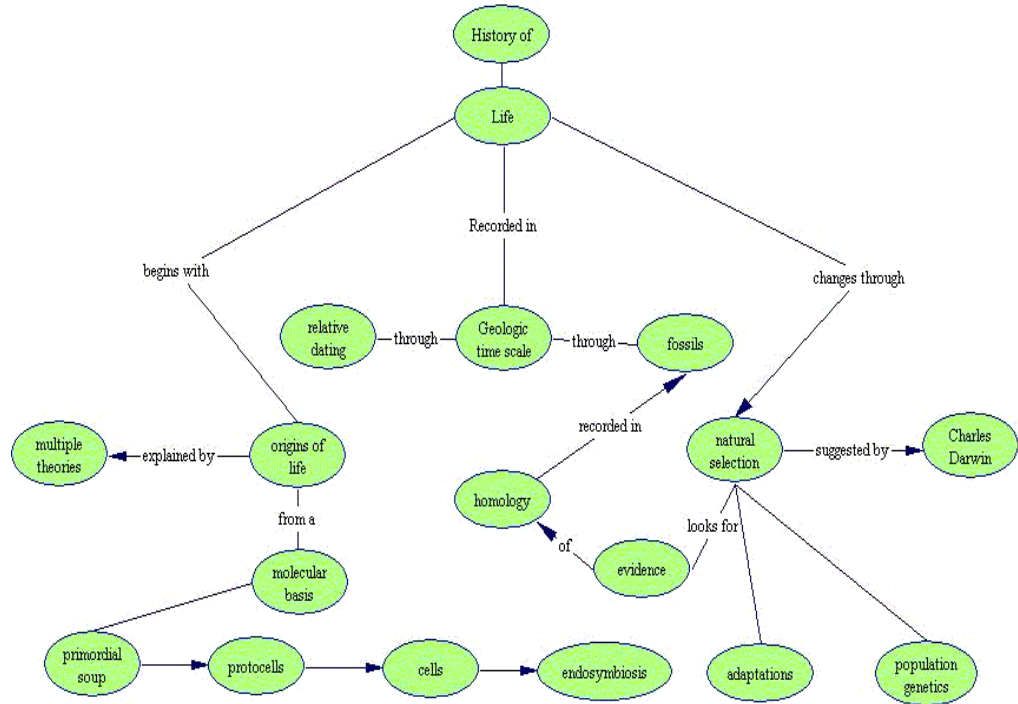 History of
Life
Recorded in
begins with
changes through
relative
dating
through
Geologic
time scale
through
fossils
recorded in
multiple
theories
explained by
origins of
life
natural
selection
suggested by
Charles
Darwin
homology
from a
looks for
of
evidence
molecular
basis
primordial
soup
protocells
cells
endosymbiosis
adaptations
population
genetics